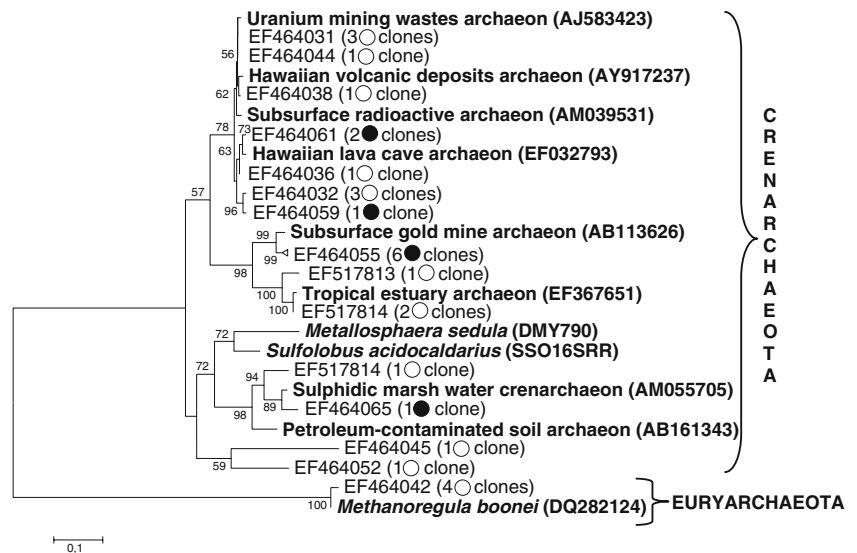 Uranium mining wastes archaeon (AJ583423)
EF464031 (3○ clones)
56
EF464044 (1○ clone)
Hawaiian volcanic deposits archaeon (AY917237)
62
EF464038 (1○ clone)
Subsurface radioactive archaeon (AM039531)
78
73
EF464061 (2● clones)
63
Hawaiian lava cave archaeon (EF032793)
EF464036 (1○ clone)
57
EF464032 (3○ clones)
96
EF464059 (1● clone)
99
Subsurface gold mine archaeon (AB113626)
99
EF464055 (6● clones)
98
EF517813 (1○ clone)
100
Tropical estuary archaeon (EF367651)
100
EF517814 (2○ clones)
72
Metallosphaera sedula (DMY790)
Sulfolobus acidocaldarius (SSO16SRR)
72
94
EF517814 (1○ clone)
Sulphidic marsh water crenarchaeon (AM055705)
89
EF464065 (1● clone)
98
Petroleum-contaminated soil archaeon (AB161343)
EF464045 (1○ clone)
59
EF464052 (1○ clone)
EF464042 (4○ clones)
100
Methanoregula boonei (DQ282124)
CRENARCHAEOTA
EURYARCHAEOTA
0,1